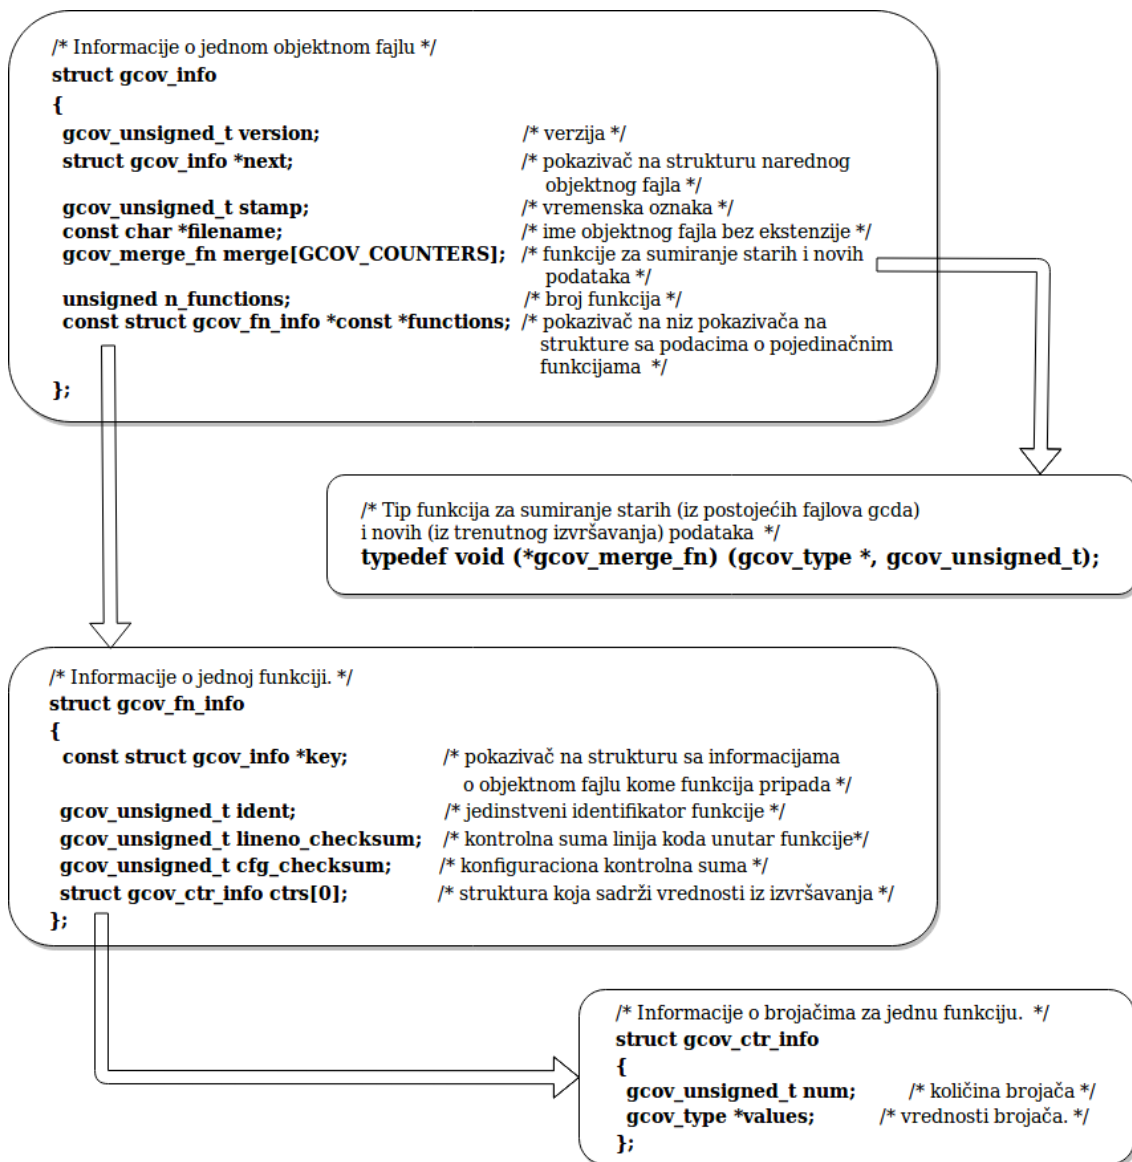 /* Informacije o jednom objektnom fajlu */
struct gcov_info
{
gcov_unsigned_t version; /* verzija */
struct gcov_info *next; /* pokazivač na strukturu narednog
objektnog fajla */
gcov_unsigned_t stamp; /* vremenska oznaka */
const char *filename; /* ime objektnog fajla bez ekstenzije */
gcov_merge_fn merge[GCOV_COUNTERS]; /* funkcije za sumiranje starih i novih
podataka */
unsigned n_functions; /* broj funkcija */
const struct gcov_fn_info *const *functions; /* pokazivač na niz pokazivača na
strukture sa podacima o pojedinačnim
funkcijama */
};
/* Tip funkcija za sumiranje starih (iz postojećih fajlova gcda)
i novih (iz trenutnog izvršavanja) podataka */
typedef void (*gcov_merge_fn) (gcov_type *, gcov_unsigned_t);
/* Informacije o jednoj funkciji. */
struct gcov_fn_info
{
const struct gcov_info *key; /* pokazivač na strukturu sa informacijama
o objektnom fajlu kome funkcija pripada */
gcov_unsigned_t ident; /* jedinstveni identifikator funkcije */
gcov_unsigned_t lineno_checksum; /* kontrolna suma linija koda unutar funkcije*/
gcov_unsigned_t cfg_checksum; /* konfiguraciona kontrolna suma */
struct gcov_ctr_info ctrs[0]; /* struktura koja sadrži vrednosti iz izvršavanja */
};
/* Informacije o brojačima za jednu funkciju. */
struct gcov_ctr_info
{
gcov_unsigned_t num; /* količina brojača */
gcov_type *values; /* vrednosti brojača. */
};